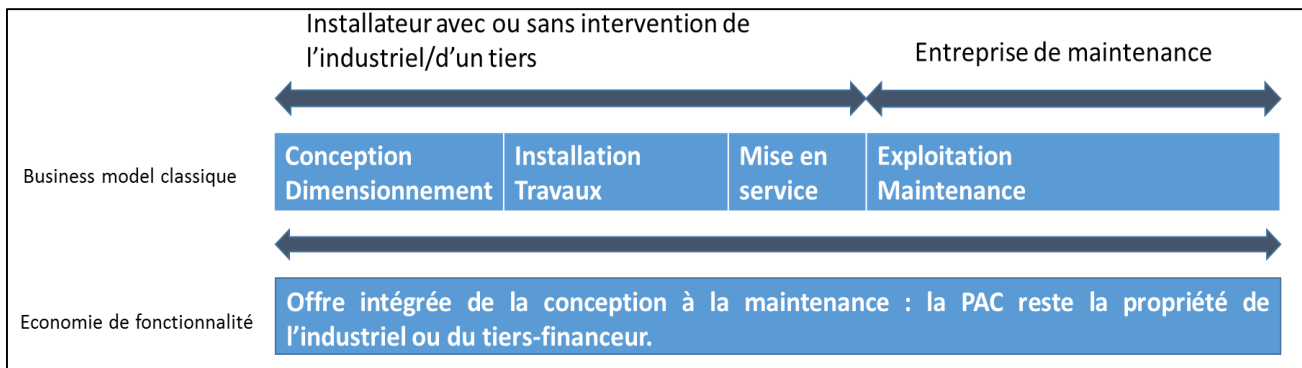 Installateur avec ou sans intervention de
l'industriel/d'un tiers
Entreprise de maintenance
Business model classique
Conception
Dimensionnement
Installation
Travaux
Mise en
service
Exploitation
Maintenance
Economie de fonctionnalité
Offre intégrée de la conception à la maintenance : la PAC reste la propriété de
l'industriel ou du tiers-financeur.